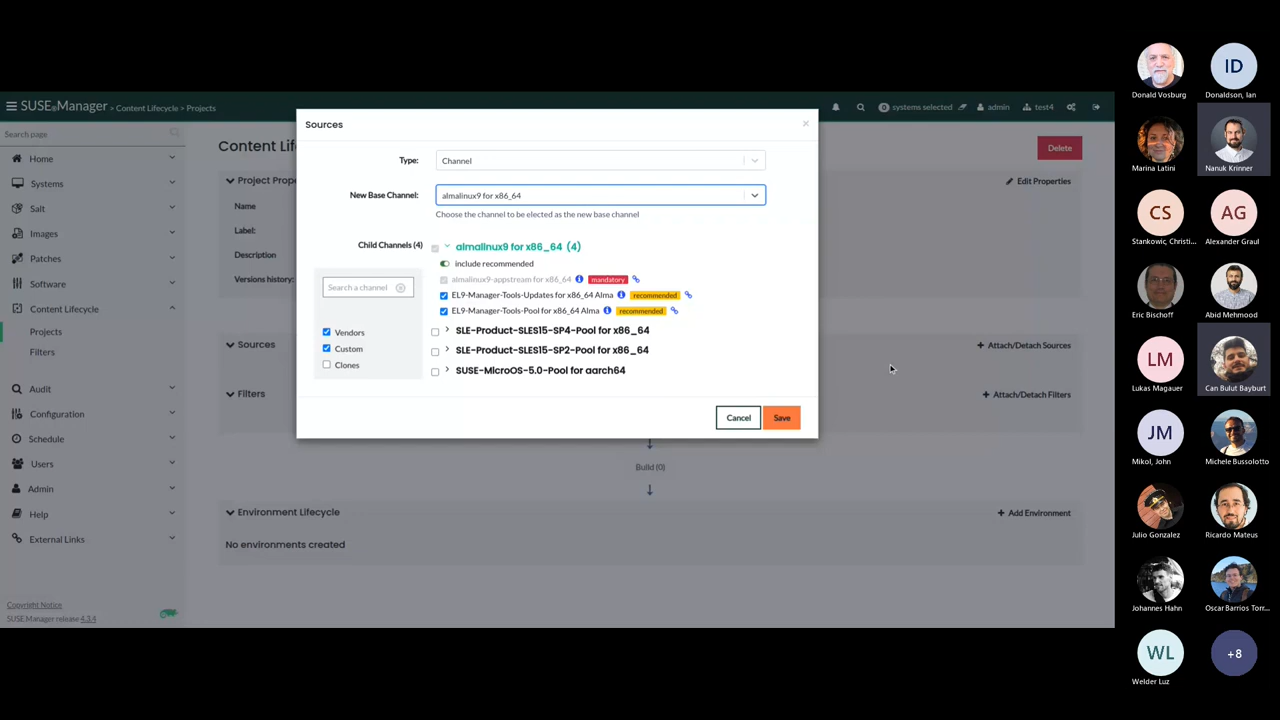 SUSE Manager > Content Lifecycle > Projects
0 systems selected
admin
test4
Search page
Home
Systems
Salt
Images
Patches
Software
Content Lifecycle
Projects
Filters
Audit
Configuration
Schedule
Users
Admin
Help
External Links
Copyright Notice
SUSE Manager release 4.3.4
Content Lif
Delete
Project Prope
Edit Properties
Name
Label:
Description
Versions history:
Sources
Attach/Detach Sources
Filters
Attach/Detach Filters
Build (0)
Environment Lifecycle
Add Environment
No environments created
Sources
×
Type:
Channel
New Base Channel:
almalinux9 for x86_64
Choose the channel to be elected as the new base channel
Child Channels (4)
Search a channel
Vendors
Custom
Clones
almalinux9 for x86_64 (4)
include recommended
almalinux9-appstream for x86_64 mandatory
EL9-Manager-Tools-Updates for x86_64 Alma recommended
EL9-Manager-Tools-Pool for x86_64 Alma recommended
SLE-Product-SLES15-SP4-Pool for x86_64
SLE-Product-SLES15-SP2-Pool for x86_64
SUSE-MicroOS-5.0-Pool for aarch64
Cancel
Save
Donald Vosburg
ID
Donaldson, Ian
Marina Latini
Nanuk Krinner
CS
Stankovic, Christi...
AG
Alexander Graul
Eric Bischoff
Abid Mehmood
LM
Lukas Magauer
Can Bulut Bayburt
JM
Mikol, John
Michele Bussolotto
Julio Gonzalez
Ricardo Mateus
Johannes Hahn
Oscar Barrios Torr...
WL
Welder Luz
+8